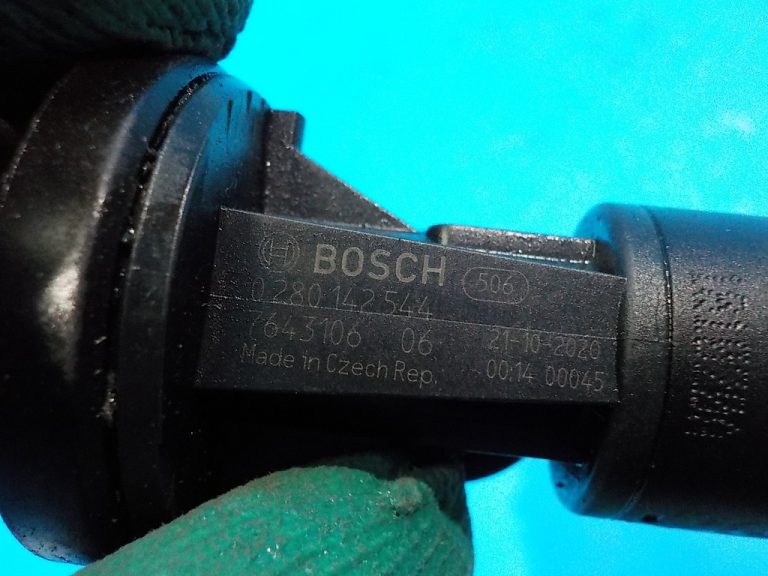 BOSCH 506
0 280 142 544
7643106 06 21-10-2020
Made in Czech Rep. 00:14 00045